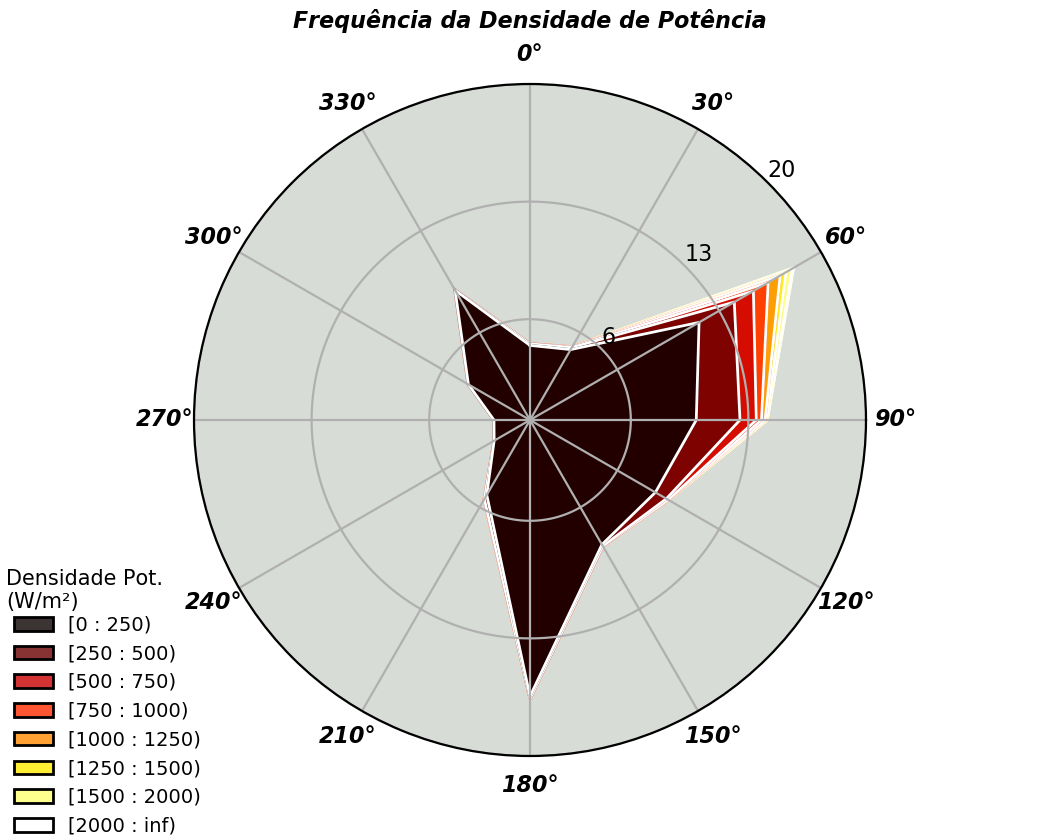 Frequência da Densidade de Potência
0°
330°
30°
20
300°
60°
13
6
270°
90°
240°
120°
210°
150°
180°
Densidade Pot.
(W/m²)
[0 : 250)
[250 : 500)
[500 : 750)
[750 : 1000)
[1000 : 1250)
[1250 : 1500)
[1500 : 2000)
[2000 : inf)